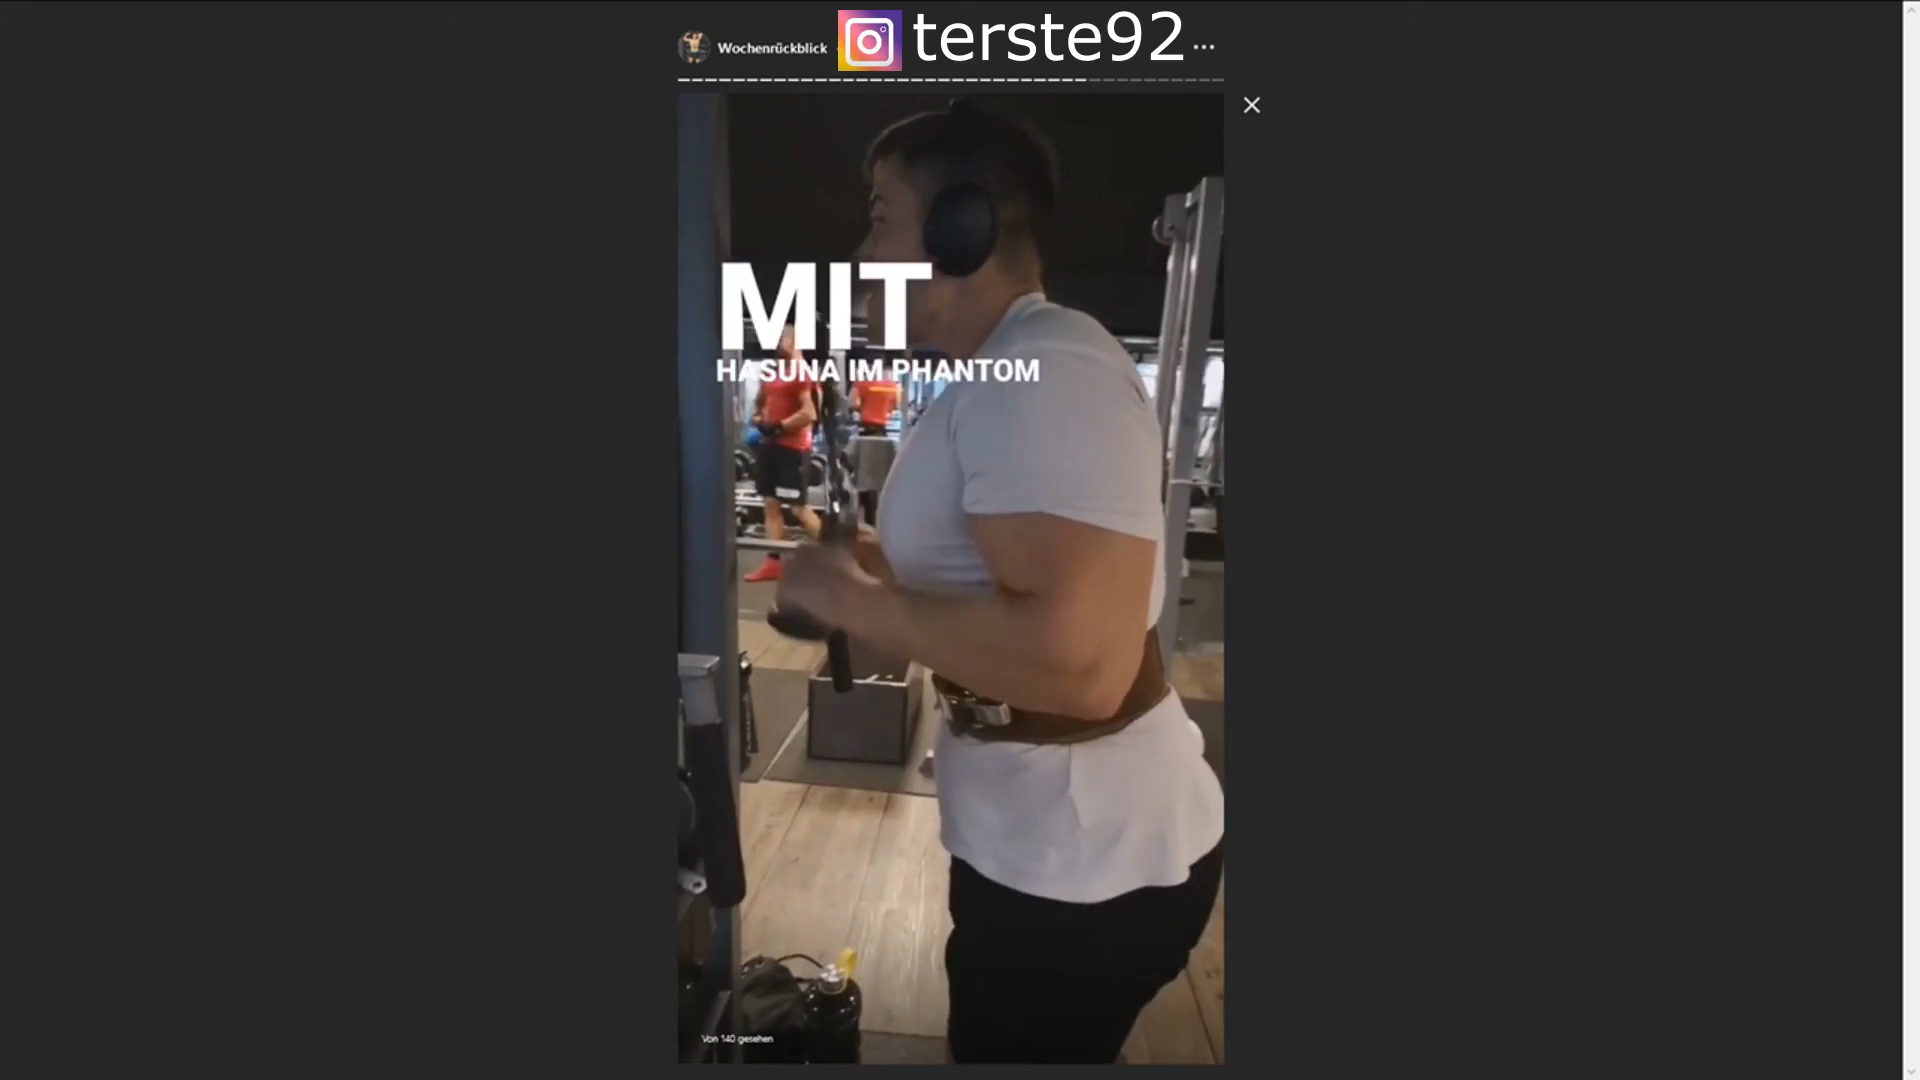 Wochenrückblick
terste92
MIT
HASUNA IM PHANTOM
Von 140 gesehen